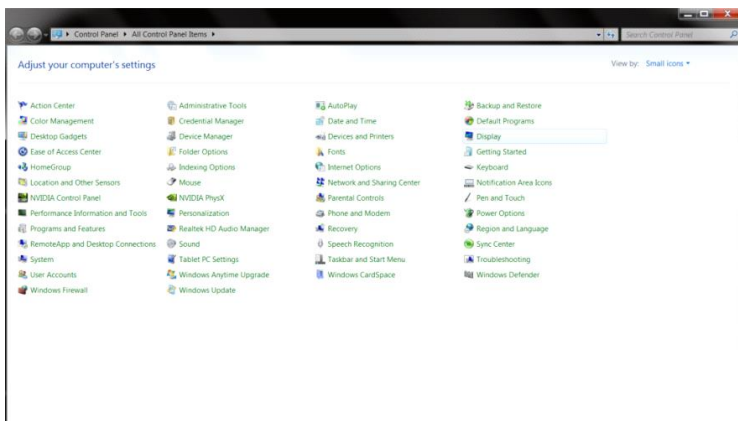 Control Panel ▸ All Control Panel Items ▸
Search Control Panel
Adjust your computer's settings
View by: Small icons
Action Center Administrative Tools AutoPlay Backup and Restore
Color Management Credential Manager Date and Time Default Programs
Desktop Gadgets Device Manager Devices and Printers Display
Ease of Access Center Folder Options Fonts Getting Started
HomeGroup Indexing Options Internet Options Keyboard
Location and Other Sensors Mouse Network and Sharing Center Notification Area Icons
NVIDIA Control Panel NVIDIA PhysX Parental Controls Pen and Touch
Performance Information and Tools Personalization Phone and Modem Power Options
Programs and Features Realtek HD Audio Manager Recovery Region and Language
RemoteApp and Desktop Connections Sound Speech Recognition Sync Center
System Tablet PC Settings Taskbar and Start Menu Troubleshooting
User Accounts Windows Anytime Upgrade Windows CardSpace Windows Defender
Windows Firewall Windows Update